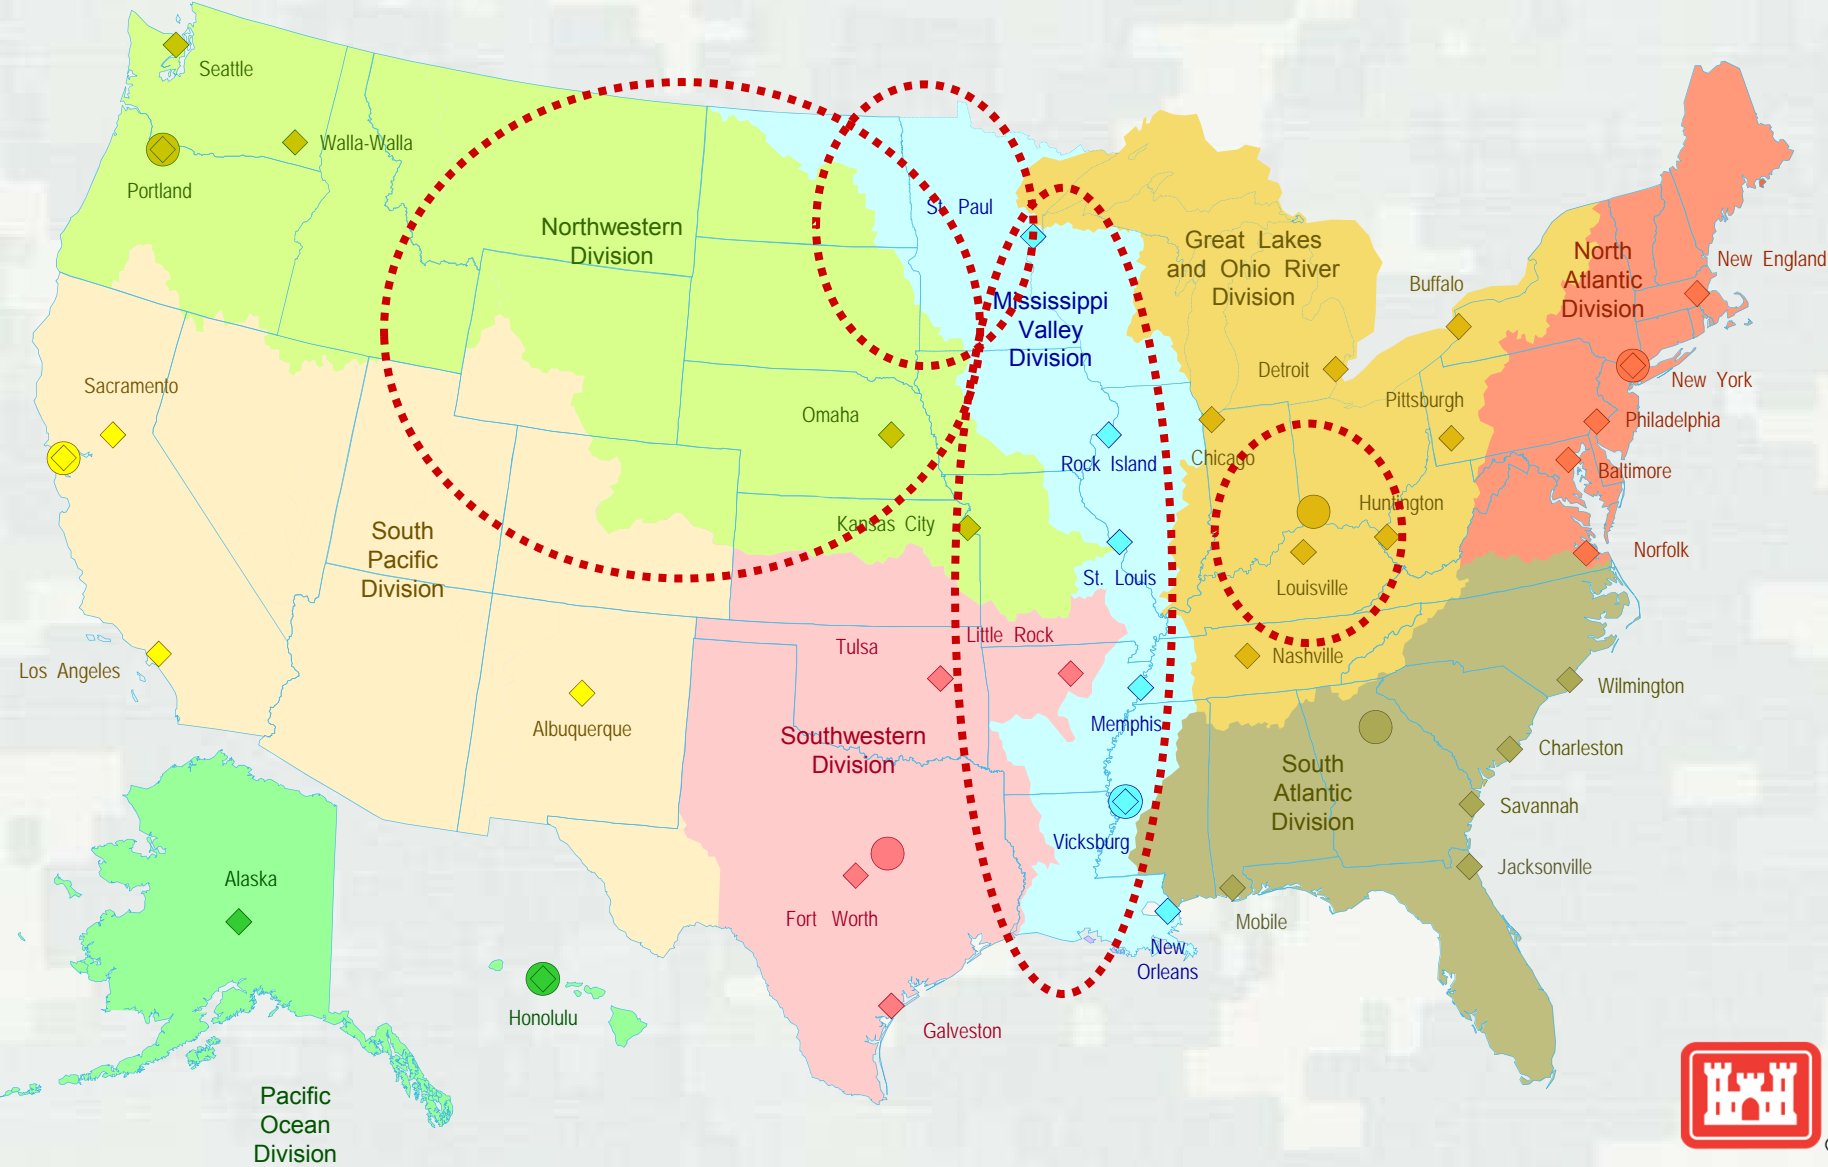 Seattle
Walla-Walla
Portland
Northwestern
Division
St. Paul
Mississippi
Valley
Division
Great Lakes
and Ohio River
Division
Buffalo
North
Atlantic
Division
New England
Detroit
Pittsburgh
New York
Philadelphia
Sacramento
Omaha
Rock Island
Chicago
Baltimore
Kansas City
Huntington
South
Pacific
Division
St. Louis
Louisville
Norfolk
Los Angeles
Tulsa
Little Rock
Nashville
Wilmington
Albuquerque
Southwestern
Division
Memphis
Charleston
South
Atlantic
Division
Savannah
Vicksburg
Jacksonville
Alaska
Fort Worth
Mobile
New
Orleans
Honolulu
Galveston
Pacific
Ocean
Division